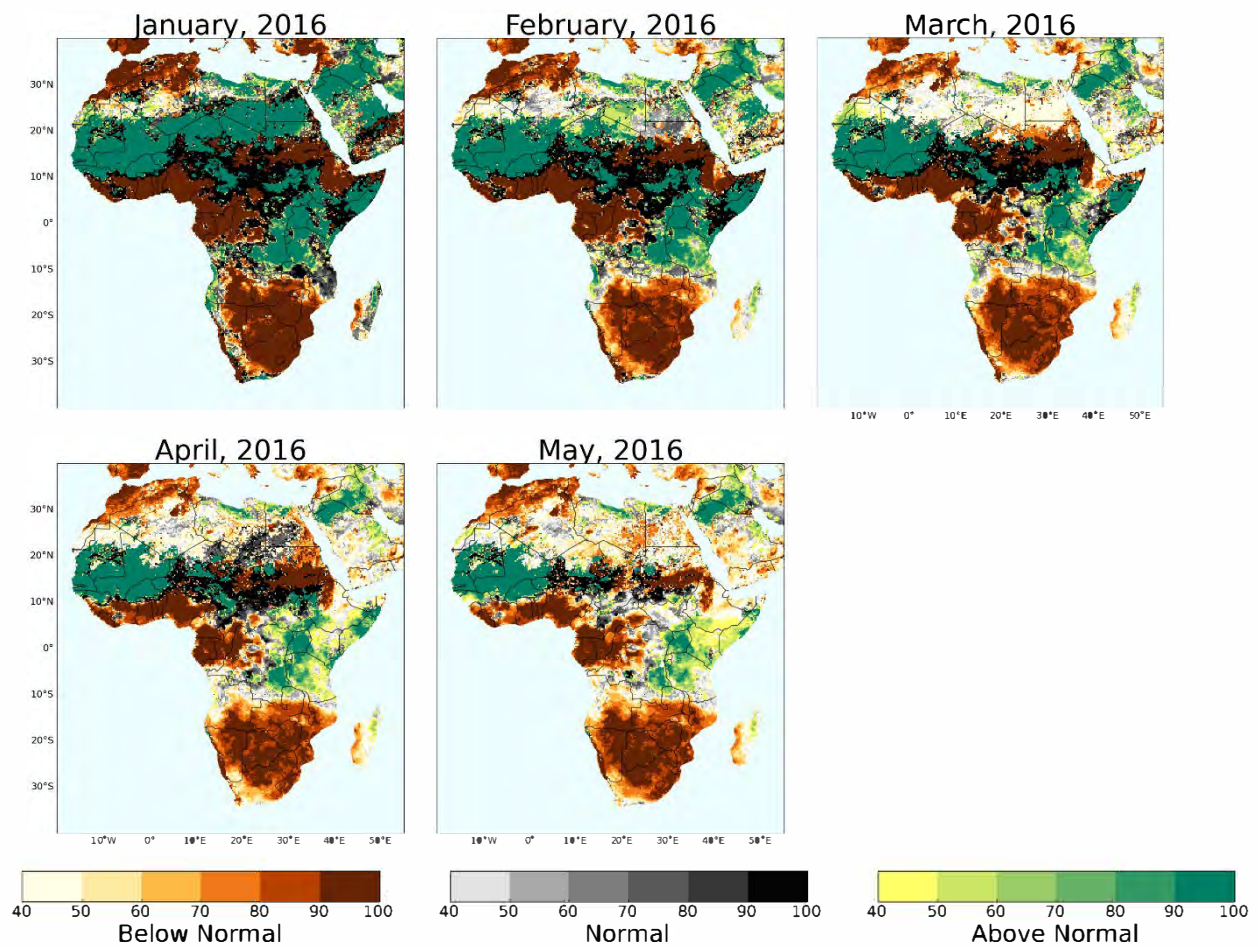 January, 2016
February, 2016
March, 2016
30°N
20°N
10°N
0°
10°S
20°S
30°S
10°W 0° 10°E 20°E 30°E 40°E 50°E
April, 2016
May, 2016
30°N
20°N
10°N
0°
10°S
20°S
30°S
10°W 0° 10°E 20°E 30°E 40°E 50°E
10°W 0° 10°E 20°E 30°E 40°E 50°E
40 50 60 70 80 90 100
Below Normal
40 50 60 70 80 90 100
Normal
40 50 60 70 80 90 100
Above Normal